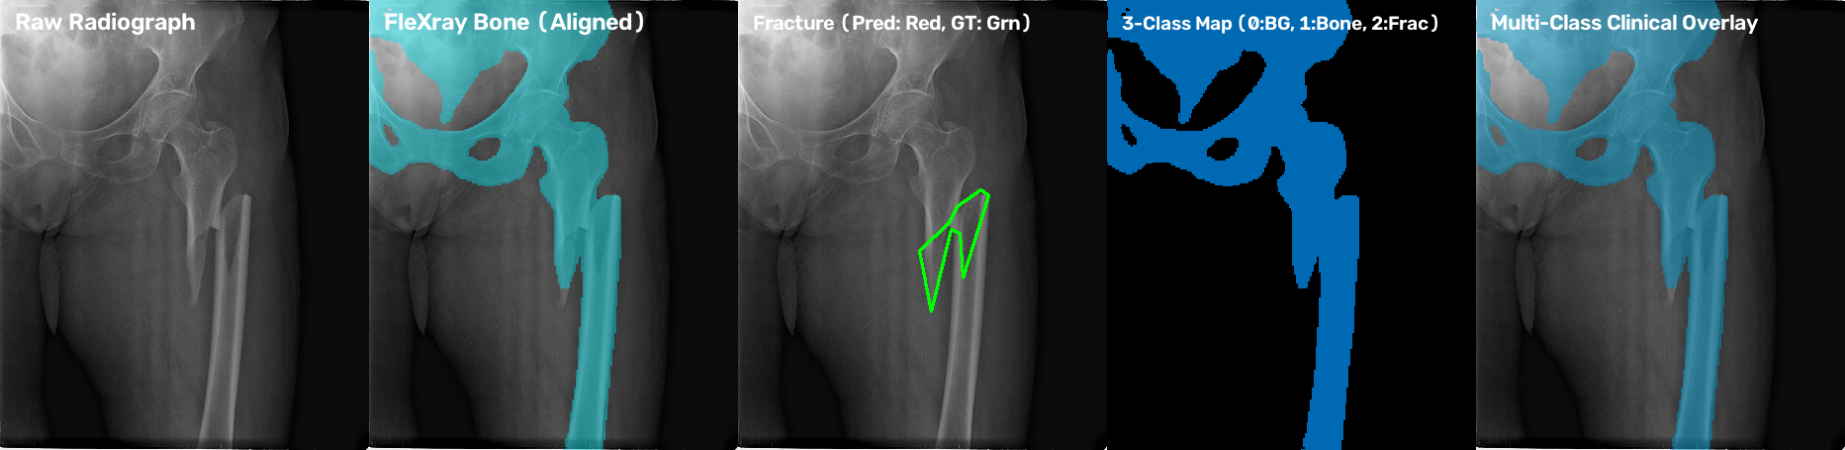 Raw Radiograph
FleXray Bone (Aligned)
Fracture (Pred: Red, GT: Grn)
3-Class Map (0:BG, 1:Bone, 2:Frac)
Multi-Class Clinical Overlay